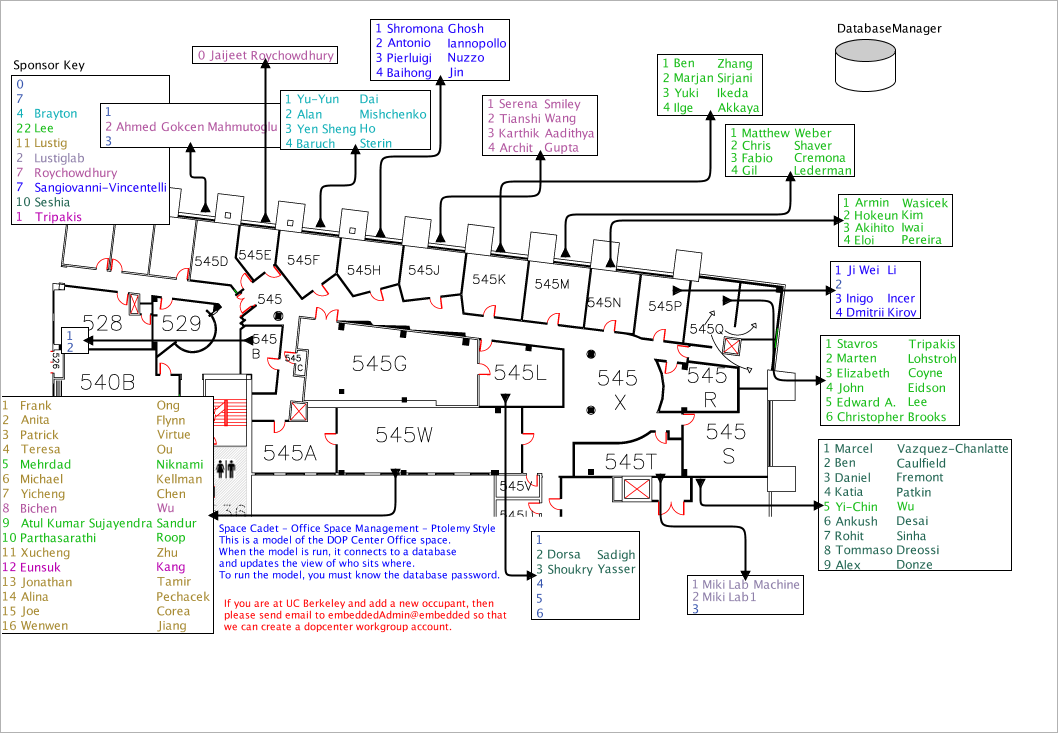 DatabaseManager
Sponsor Key
0
7
4 Brayton
22 Lee
11 Lustig
2 Lustiglab
7 Roychowdhury
7 Sangiovanni-Vincentelli
10 Seshia
1 Tripakis
1
2 Ahmed Gokcen Mahmutoglu
3
0 Jaijeet Roychowdhury
1 Yu-Yun Dai
2 Alan Mishchenko
3 Yen Sheng Ho
4 Baruch Sterin
1 Shromona Ghosh
2 Antonio Iannopollo
3 Pierluigi Nuzzo
4 Baihong Jin
1 Serena Smiley
2 Tianshi Wang
3 Karthik Aadithya
4 Archit Gupta
1 Ben Zhang
2 Marjan Sirjani
3 Yuki Ikeda
4 Ilge Akkaya
1 Matthew Weber
2 Chris Shaver
3 Fabio Cremona
4 Gil Lederman
1 Armin Wasicek
2 Hokeun Kim
3 Akihito Iwai
4 Eloi Pereira
1 Ji Wei Li
2
3 Inigo Incer
4 Dmitrii Kirov
1 Stavros Tripakis
2 Marten Lohstroh
3 Elizabeth Coyne
4 John Eidson
5 Edward A. Lee
6 Christopher Brooks
1 Marcel Vazquez-Chanlatte
2 Ben Caulfield
3 Daniel Fremont
4 Katia Patkin
5 Yi-Chin Wu
6 Ankush Desai
7 Rohit Sinha
8 Tommaso Dreossi
9 Alex Donze
1 Miki Lab Machine
2 Miki Lab1
3
1
2 Dorsa Sadigh
3 Shoukry Yasser
4
5
6
1
2
1 Frank Ong
2 Anita Flynn
3 Patrick Virtue
4 Teresa Ou
5 Mehrdad Niknami
6 Michael Kellman
7 Yicheng Chen
8 Bichen Wu
9 Atul Kumar Sujayendra Sandur
10 Parthasarathi Roop
11 Xucheng Zhu
12 Eunsuk Kang
13 Jonathan Tamir
14 Alina Pechacek
15 Joe Corea
16 Wenwen Jiang
545D
545E
545F
545H
545J
545K
545M
545N
545P
545Q
528
529
545
545
B
545
C
526
540B
545G
545L
545
X
545
R
545A
545W
545T
545
S
545V
Space Cadet - Office Space Management - Ptolemy Style
This is a model of the DOP Center Office space.
When the model is run, it connects to a database
and updates the view of who sits where.
To run the model, you must know the database password.
If you are at UC Berkeley and add a new occupant, then
please send email to embeddedAdmin@embedded so that
we can create a dopcenter workgroup account.